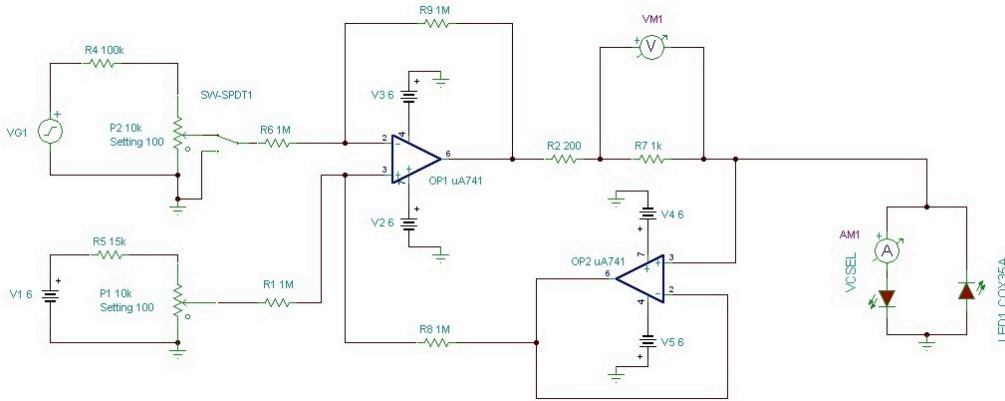 R9 1M
VM1
+
V
R4 100k
SW-SPDT1
V3 6
+
VG1
+
P2 10k
Setting 100
R6 1M
2
4
6
3
7
OP1 uA741
R2 200
R7 1k
V2 6
+
V4 6
+
AM1
+
A
VCSEL
LED1 CQX35A
R5 15k
V1 6
+
P1 10k
Setting 100
R1 1M
OP2 uA741
7
3
6
2
4
R8 1M
V5 6
+